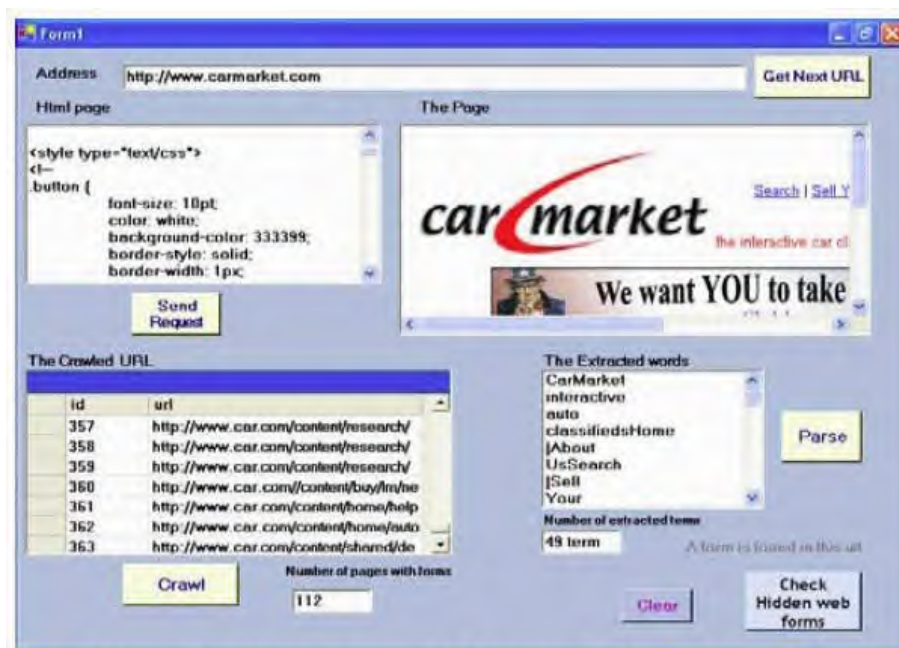 Form1
Address
http://www.carmarket.com
Get Next URL
Html page
The Page
<style type="text/css">
<!--
.button {
font-size: 10pt;
color: white;
background-color: 333399;
border-style: solid;
border-width: 1px;
Search | Sell Y
car market
the interactive car cl
We want YOU to take
Send
Request
The Crawled URL
id url
357 http://www.car.com/content/research/
358 http://www.car.com/content/research/
359 http://www.car.com/content/research/
360 http://www.car.com//content/buy/lm/ne
361 http://www.car.com/content/home/help
362 http://www.car.com/content/home/auto
363 http://www.car.com/content/shared/de
Crawl
Number of pages with forms
112
The Extracted words
CarMarket
interactive
auto
classifiedsHome
|About
UsSearch
|Sell
Your
Parse
Number of extracted terms
49 term
A form is found in this url
Clear
Check
Hidden web
forms